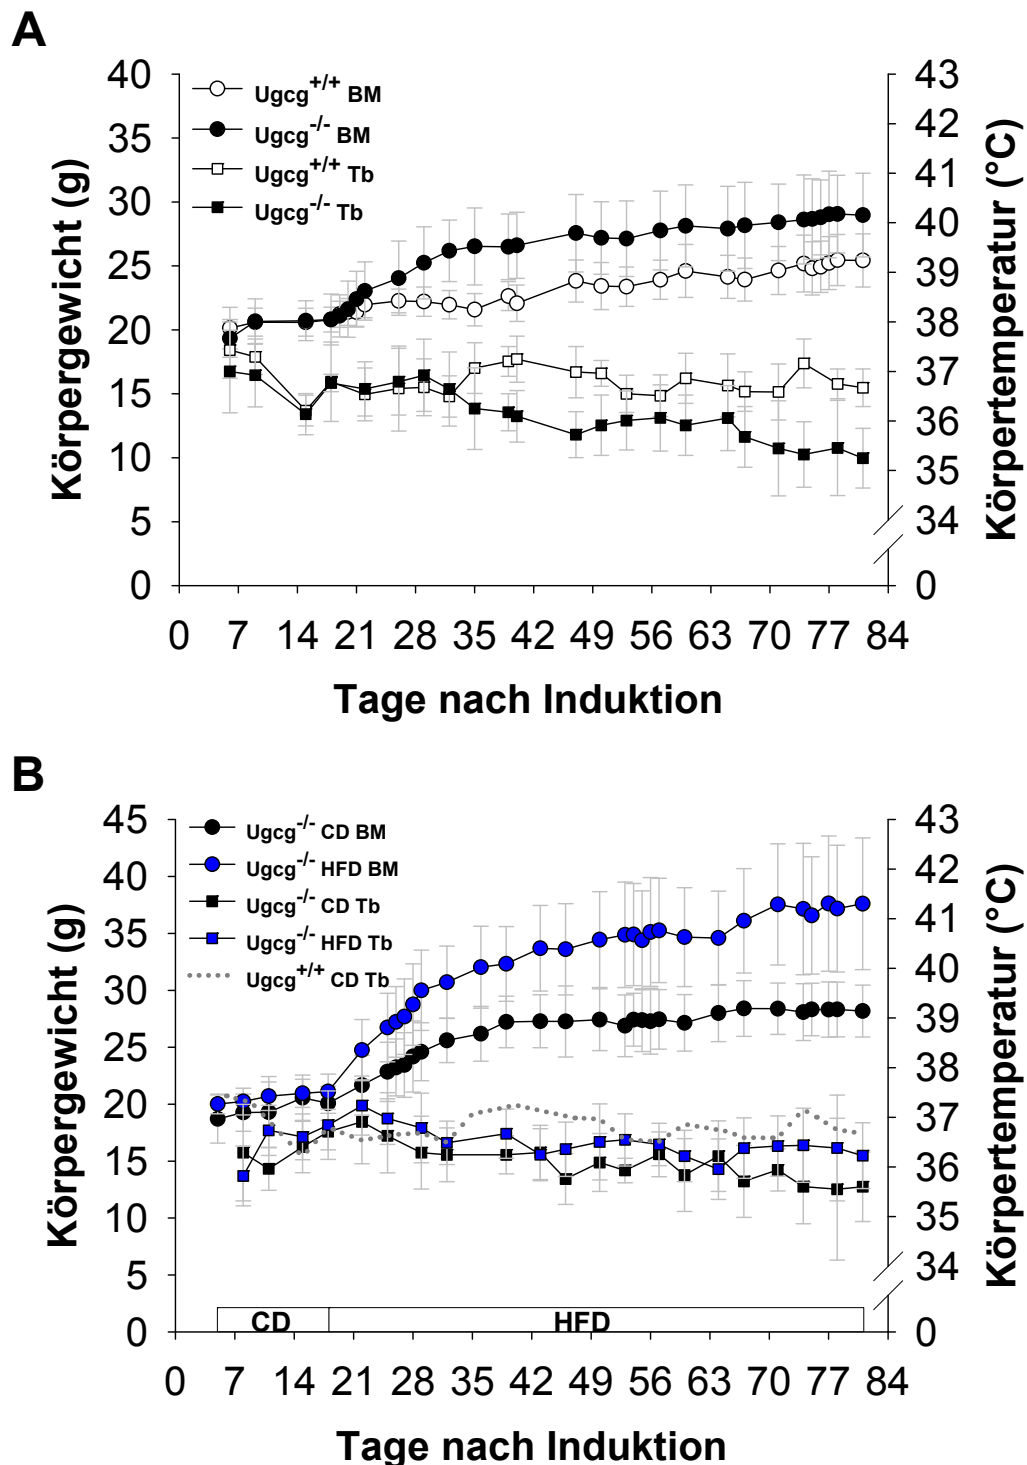 A
Ugcg+/+ BM
Ugcg-/- BM
Ugcg+/+ Tb
Ugcg-/- Tb
Körpergewicht (g)
40
35
30
25
20
15
10
5
0
Körpertemperatur (°C)
43
42
41
40
39
38
37
36
35
34
0
0 7 14 21 28 35 42 49 56 63 70 77 84
Tage nach Induktion
B
Ugcg-/- CD BM
Ugcg-/- HFD BM
Ugcg-/- CD Tb
Ugcg-/- HFD Tb
Ugcg+/+ CD Tb
Körpergewicht (g)
45
40
35
30
25
20
15
10
5
0
Körpertemperatur (°C)
43
42
41
40
39
38
37
36
35
34
0
CD HFD
0 7 14 21 28 35 42 49 56 63 70 77 84
Tage nach Induktion